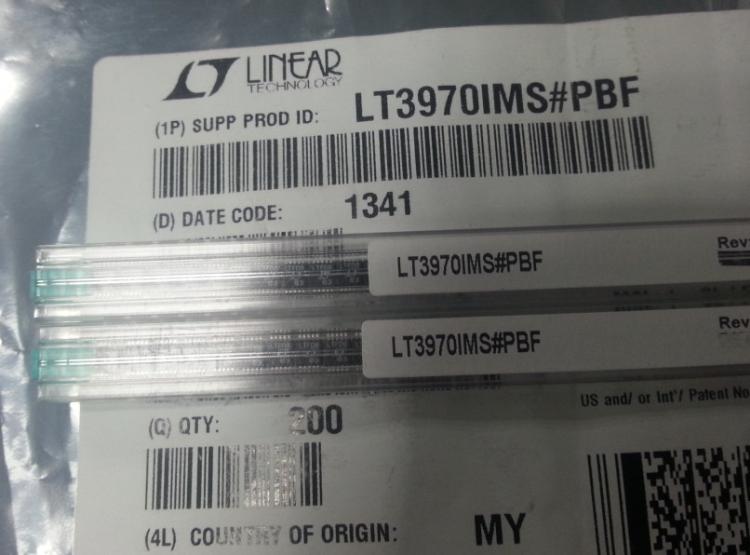 LINEAR
TECHNOLOGY
(1P) SUPP PROD ID: LT3970IMS#PBF
(D) DATE CODE: 1341
LT3970IMS#PBF Rev
LT3970IMS#PBF Rev
US and/ or Int'/ Patent No
(Q) QTY: 200
(4L) COUNTRY OF ORIGIN: MY